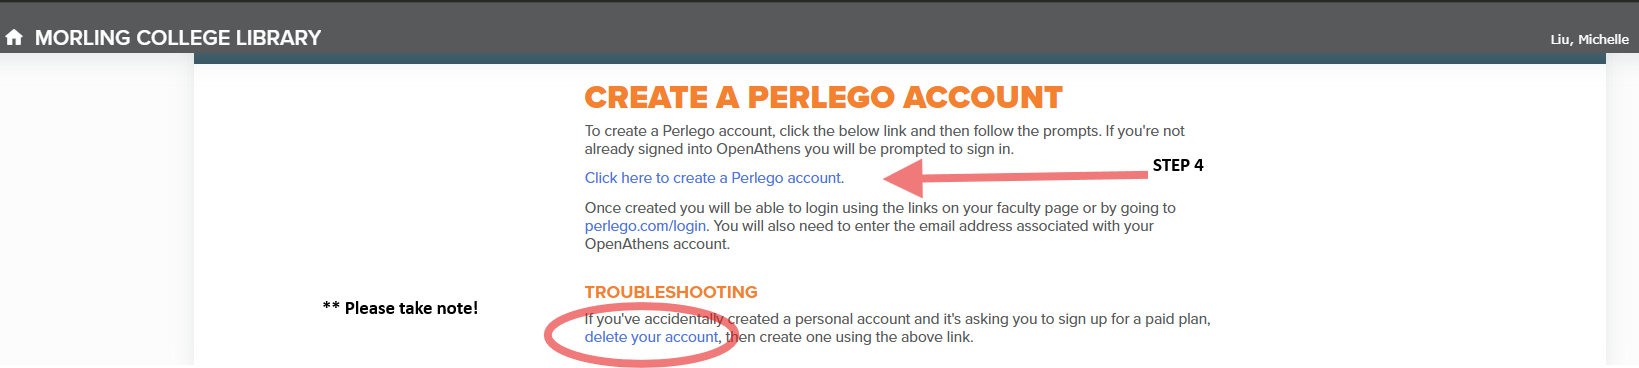 MORLING COLLEGE LIBRARY
Liu, Michelle
CREATE A PERLEGO ACCOUNT
To create a Perlego account, click the below link and then follow the prompts. If you're not
already signed into OpenAthens you will be prompted to sign in.
STEP 4
Click here to create a Perlego account.
Once created you will be able to login using the links on your faculty page or by going to
perlego.com/login. You will also need to enter the email address associated with your
OpenAthens account.
TROUBLESHOOTING
** Please take note!
If you've accidentally created a personal account and it's asking you to sign up for a paid plan,
delete your account, then create one using the above link.